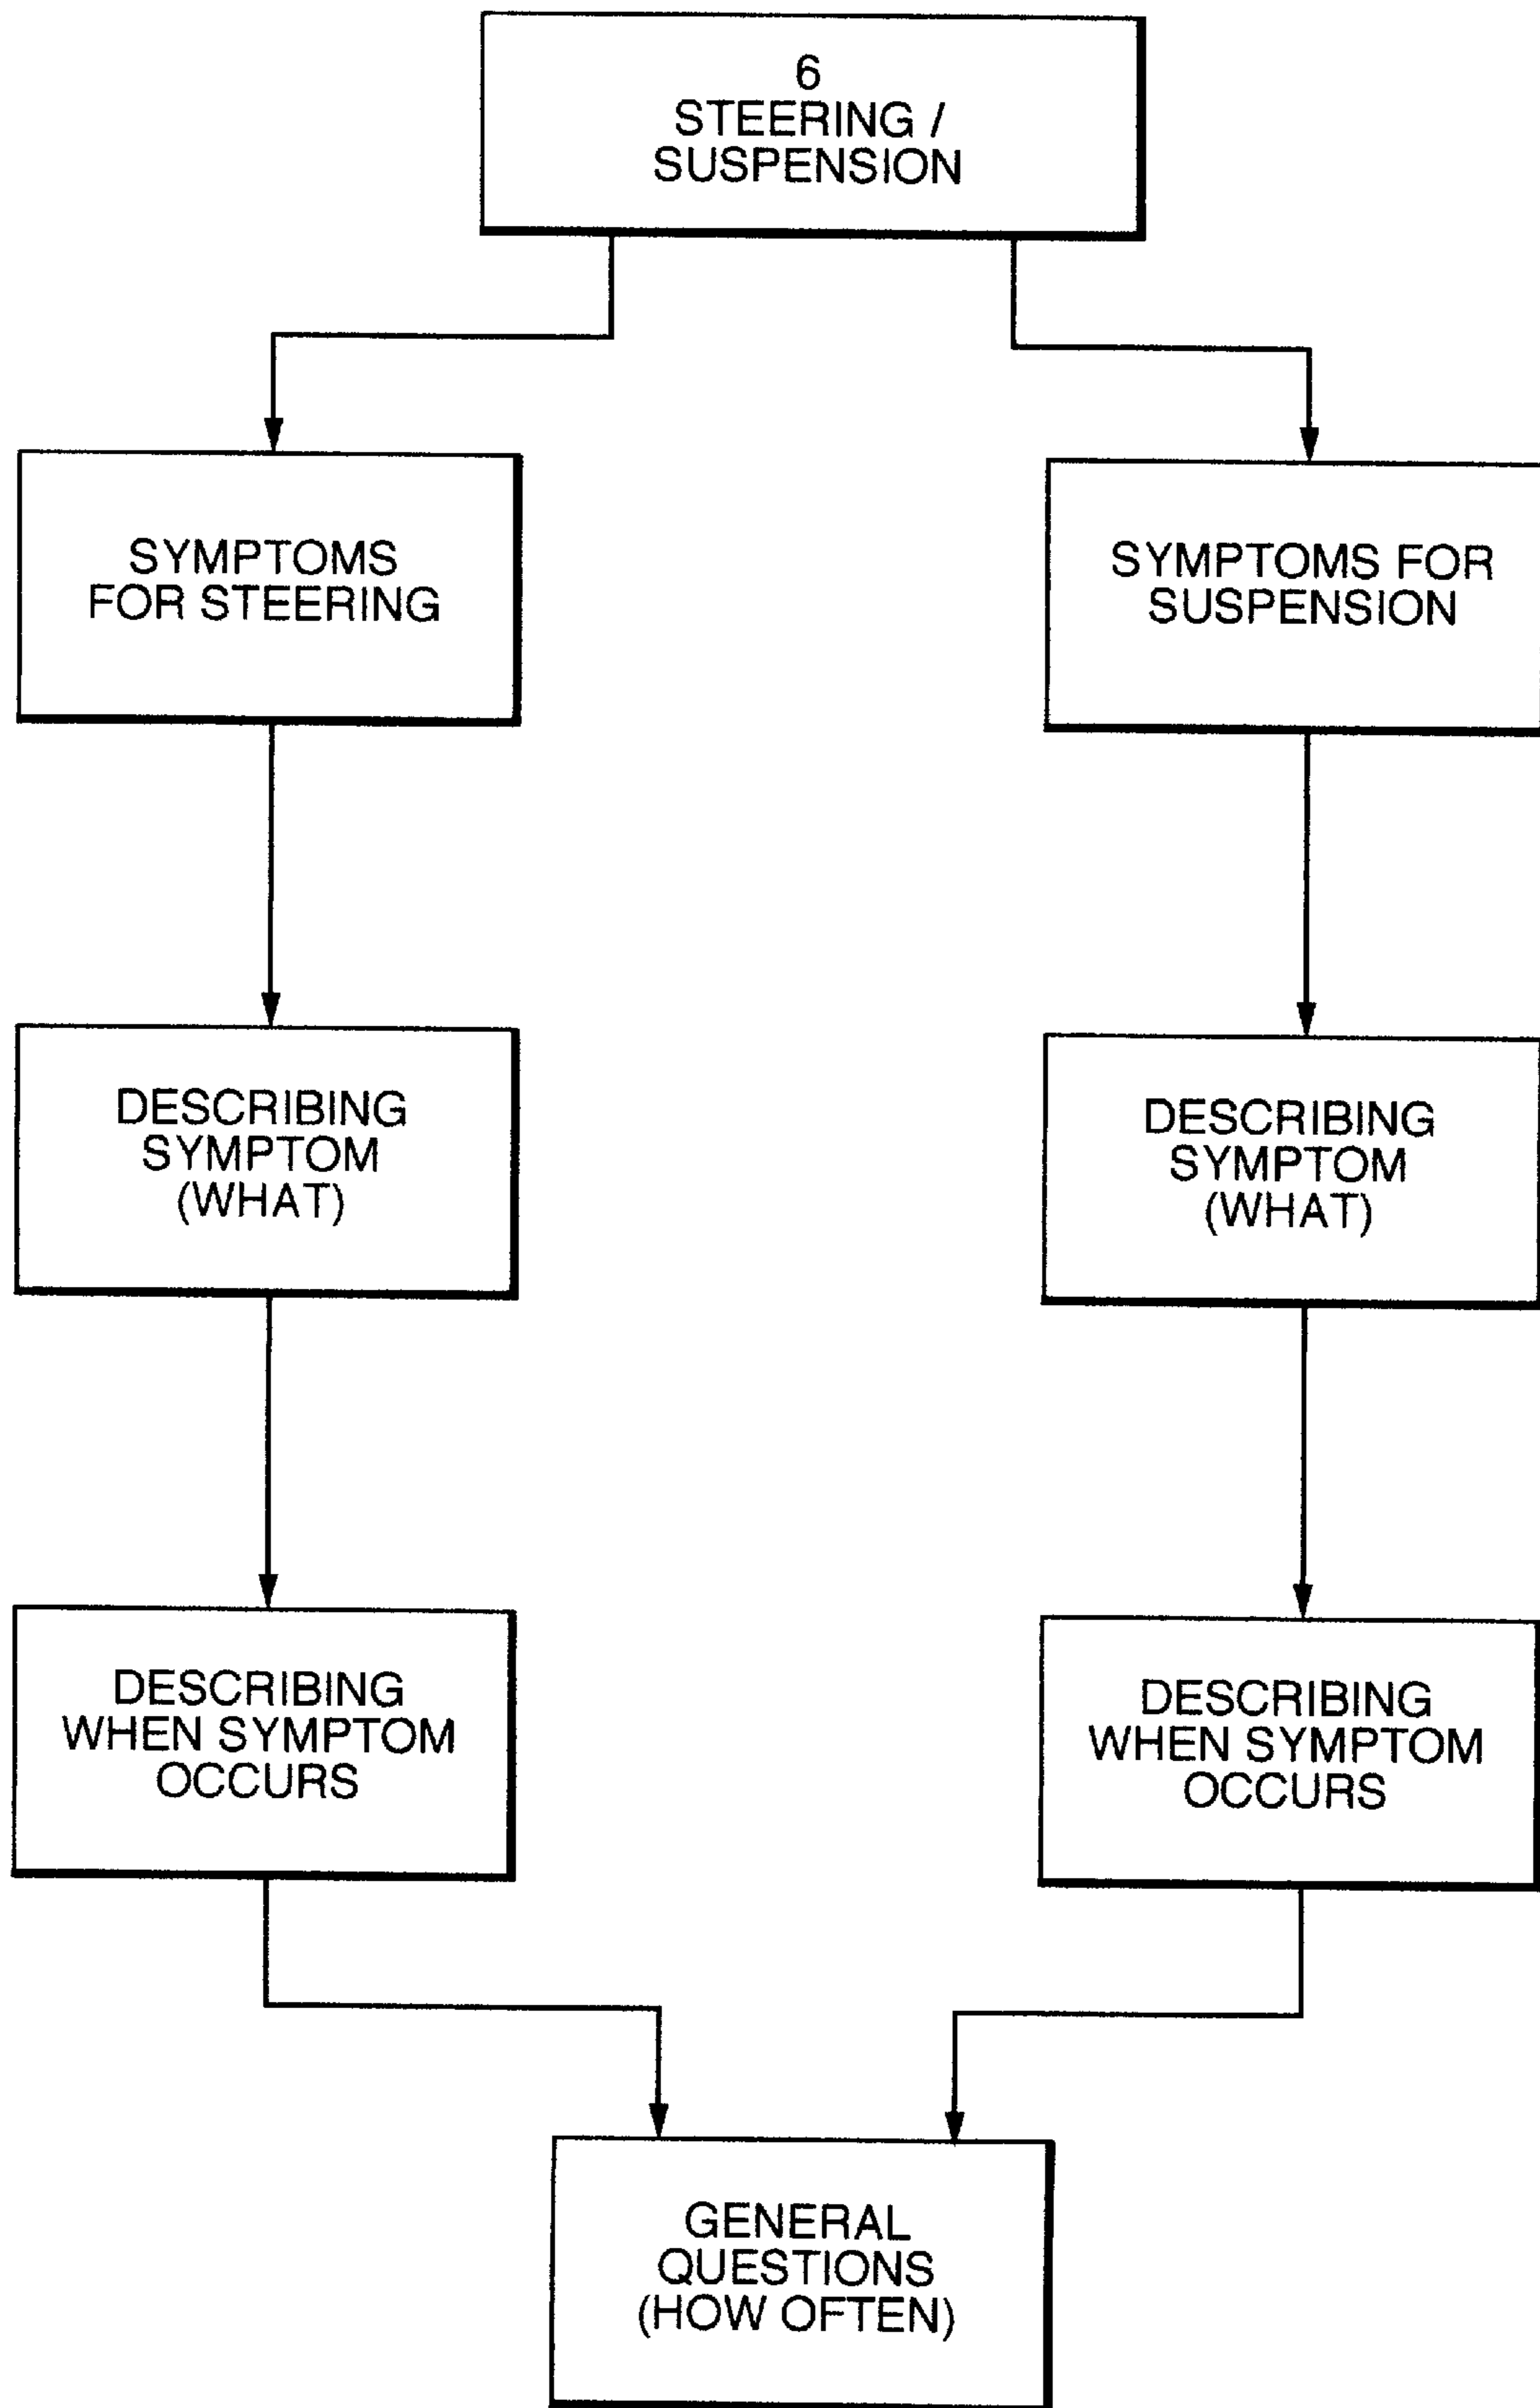 6
STEERING /
SUSPENSION
SYMPTOMS
FOR STEERING
SYMPTOMS FOR
SUSPENSION
DESCRIBING
SYMPTOM
(WHAT)
DESCRIBING
SYMPTOM
(WHAT)
DESCRIBING
WHEN SYMPTOM
OCCURS
DESCRIBING
WHEN SYMPTOM
OCCURS
GENERAL
QUESTIONS
(HOW OFTEN)